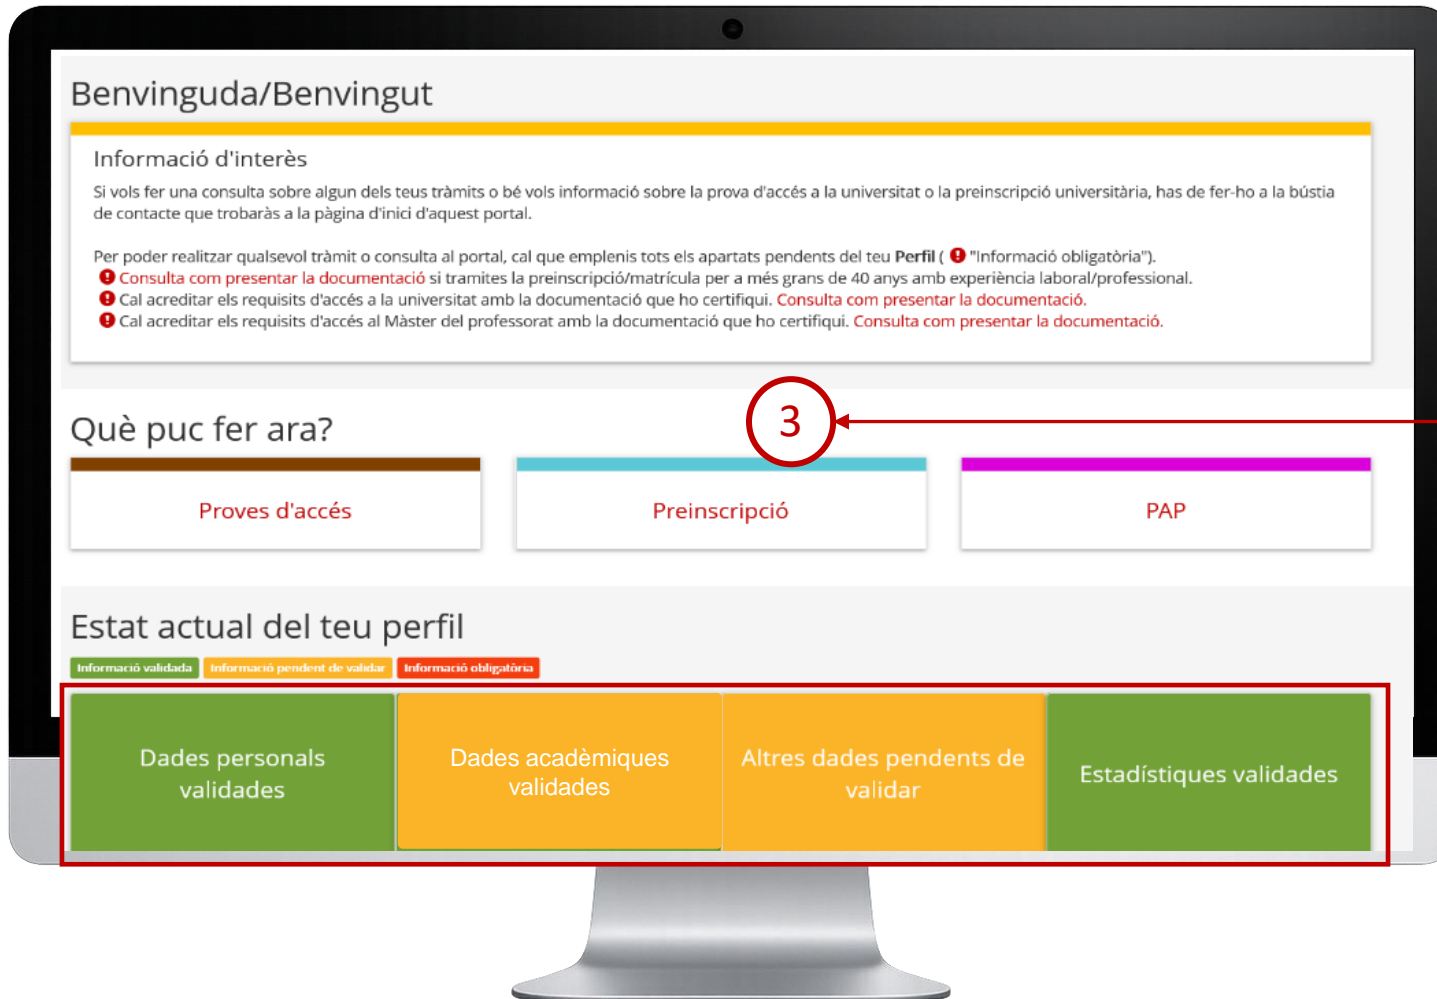 Benvinguda/Benvingut
Informació d'interès
Si vols fer una consulta sobre algun dels teus tràmits o bé vols informació sobre la prova d'accés a la universitat o la preinscripció universitària, has de fer-ho a la bústia
de contacte que trobaràs a la pàgina d'inici d'aquest portal.
Per poder realitzar qualsevol tràmit o consulta al portal, cal que emplenis tots els apartats pendents del teu Perfil ( ! "Informació obligatòria").
! Consulta com presentar la documentació si tramites la preinscripció/matrícula per a més grans de 40 anys amb experiència laboral/professional.
! Cal acreditar els requisits d'accés a la universitat amb la documentació que ho certifiqui. Consulta com presentar la documentació.
! Cal acreditar els requisits d'accés al Màster del professorat amb la documentació que ho certifiqui. Consulta com presentar la documentació.
3
Què puc fer ara?
Proves d'accés
Preinscripció
PAP
Estat actual del teu perfil
Informació validada
Informació pendent de validar
Informació obligatòria
Dades personals
validades
Dades acadèmiques
validades
Altres dades pendents de
validar
Estadístiques validades